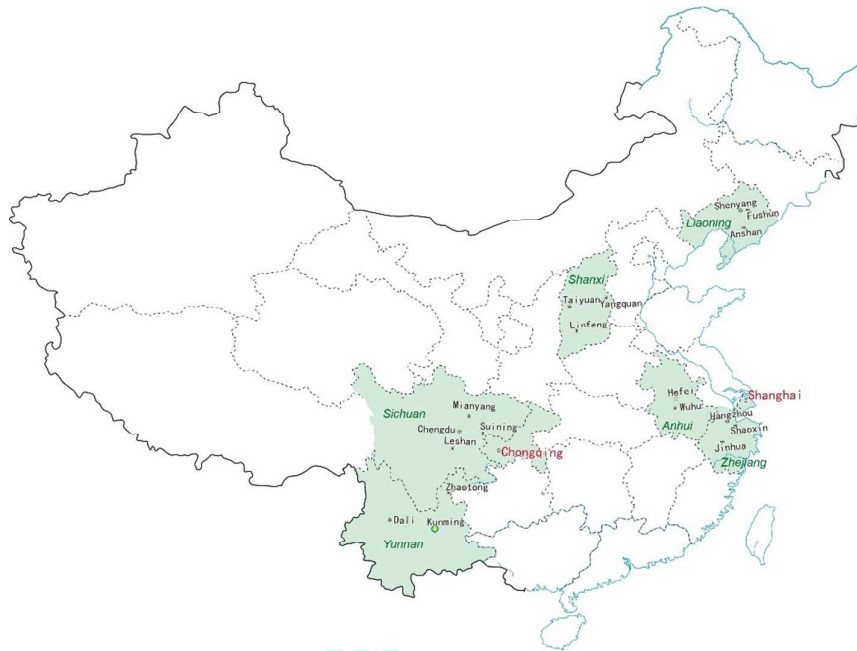 Shenyang
Fushun
Liaoning
Anshan
Shanxi
Taiyuan
Yangquan
Linfeng
Hefei
Shanghai
Wuhu
Hangzhou
Anhui
Shaoxin
Jinhua
Zhejiang
Sichuan
Mianyang
Chengdu
Suining
Leshan
Chongqing
Zhaotong
Dali
Kunming
Yunnan